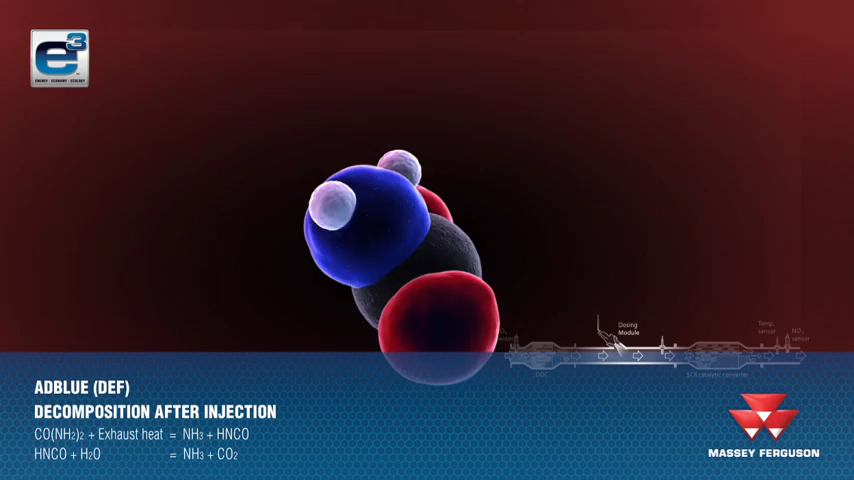 e³
ENERGY · ECONOMY · ECOLOGY
Dosing
Module
Temp.
sensor
NOₓ
sensor
DOC
SCR catalytic converter
ADBLUE (DEF)
DECOMPOSITION AFTER INJECTION
CO(NH₂)₂ + Exhaust heat = NH₃ + HNCO
HNCO + H₂O = NH₃ + CO₂
MASSEY FERGUSON